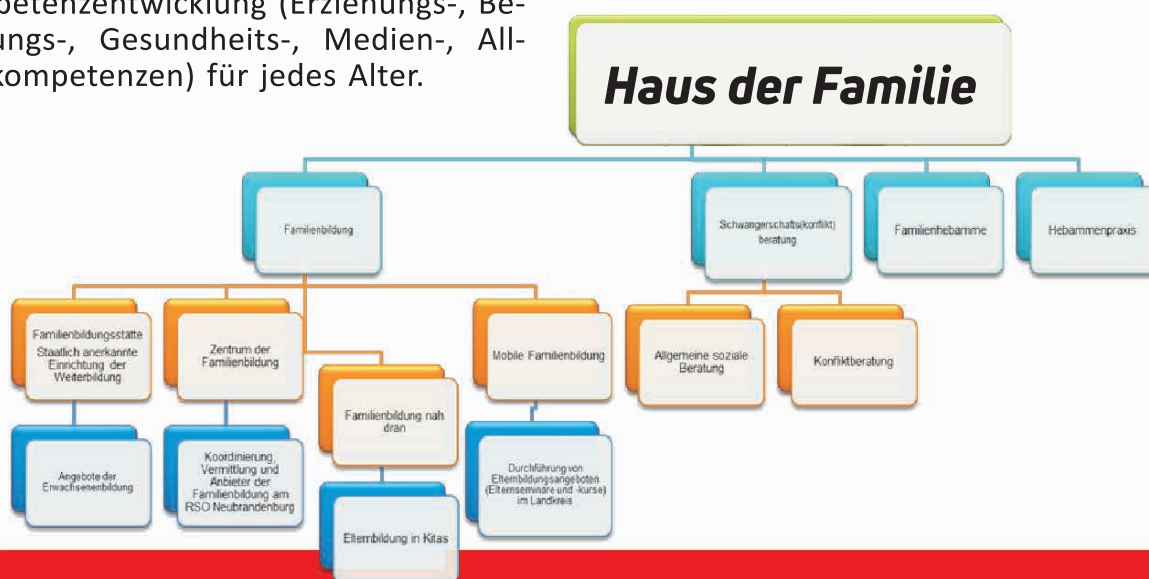 petenzentwicklung (Erziehungs-, Be-
ungs-, Gesundheits-, Medien-, All-
kompetenzen) für jedes Alter.
Haus der Familie
Familienbildung
Schwangerschafts(konflikt)
beratung
Familienhebamme
Hebammenpraxis
Familienbildungsstätte
Staatlich anerkannte
Einrichtung der
Weiterbildung
Zentrum der
Familienbildung
Familienbildung nah
dran
Mobile Familienbildung
Allgemeine soziale
Beratung
Konfliktberatung
Angebote der
Erwachsenenbildung
Koordinierung,
Vermittlung und
Anbieter der
Familienbildung am
RSO Neubrandenburg
Elternbildung in Kitas
Durchführung von
Elternbildungsangeboten
(Elternseminare und -kurse)
im Landkreis